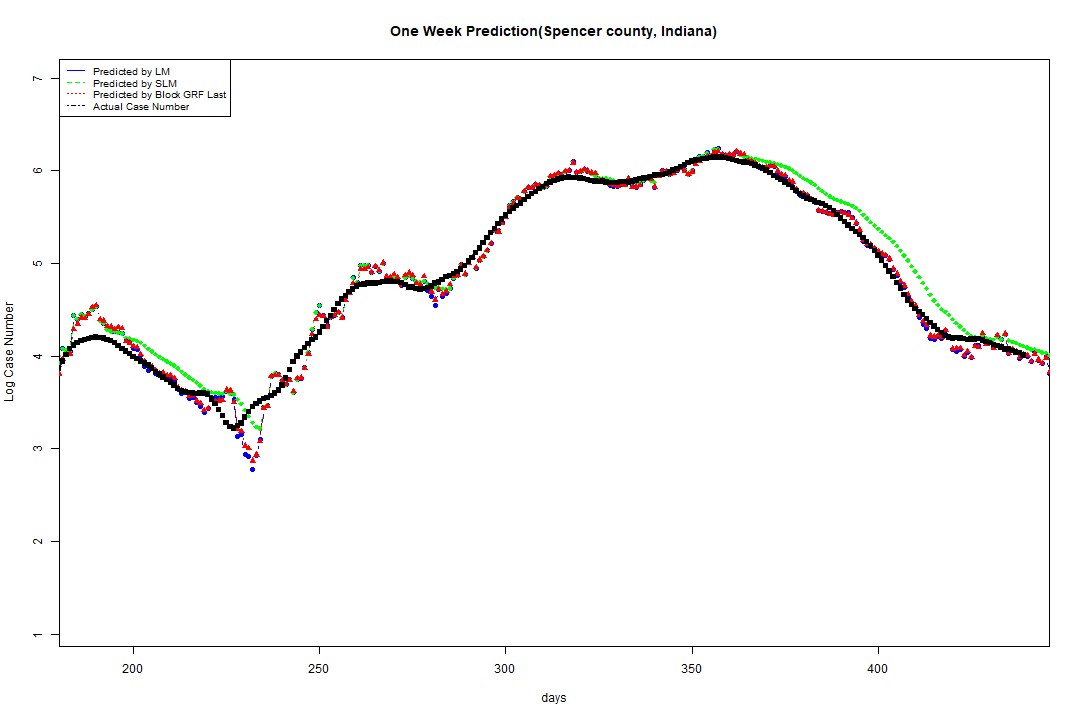 One Week Prediction(Spencer county, Indiana)
Predicted by LM
Predicted by SLM
Predicted by Block GRF Last
Actual Case Number
7
6
5
4
3
2
1
Log Case Number
200 250 300 350 400
days